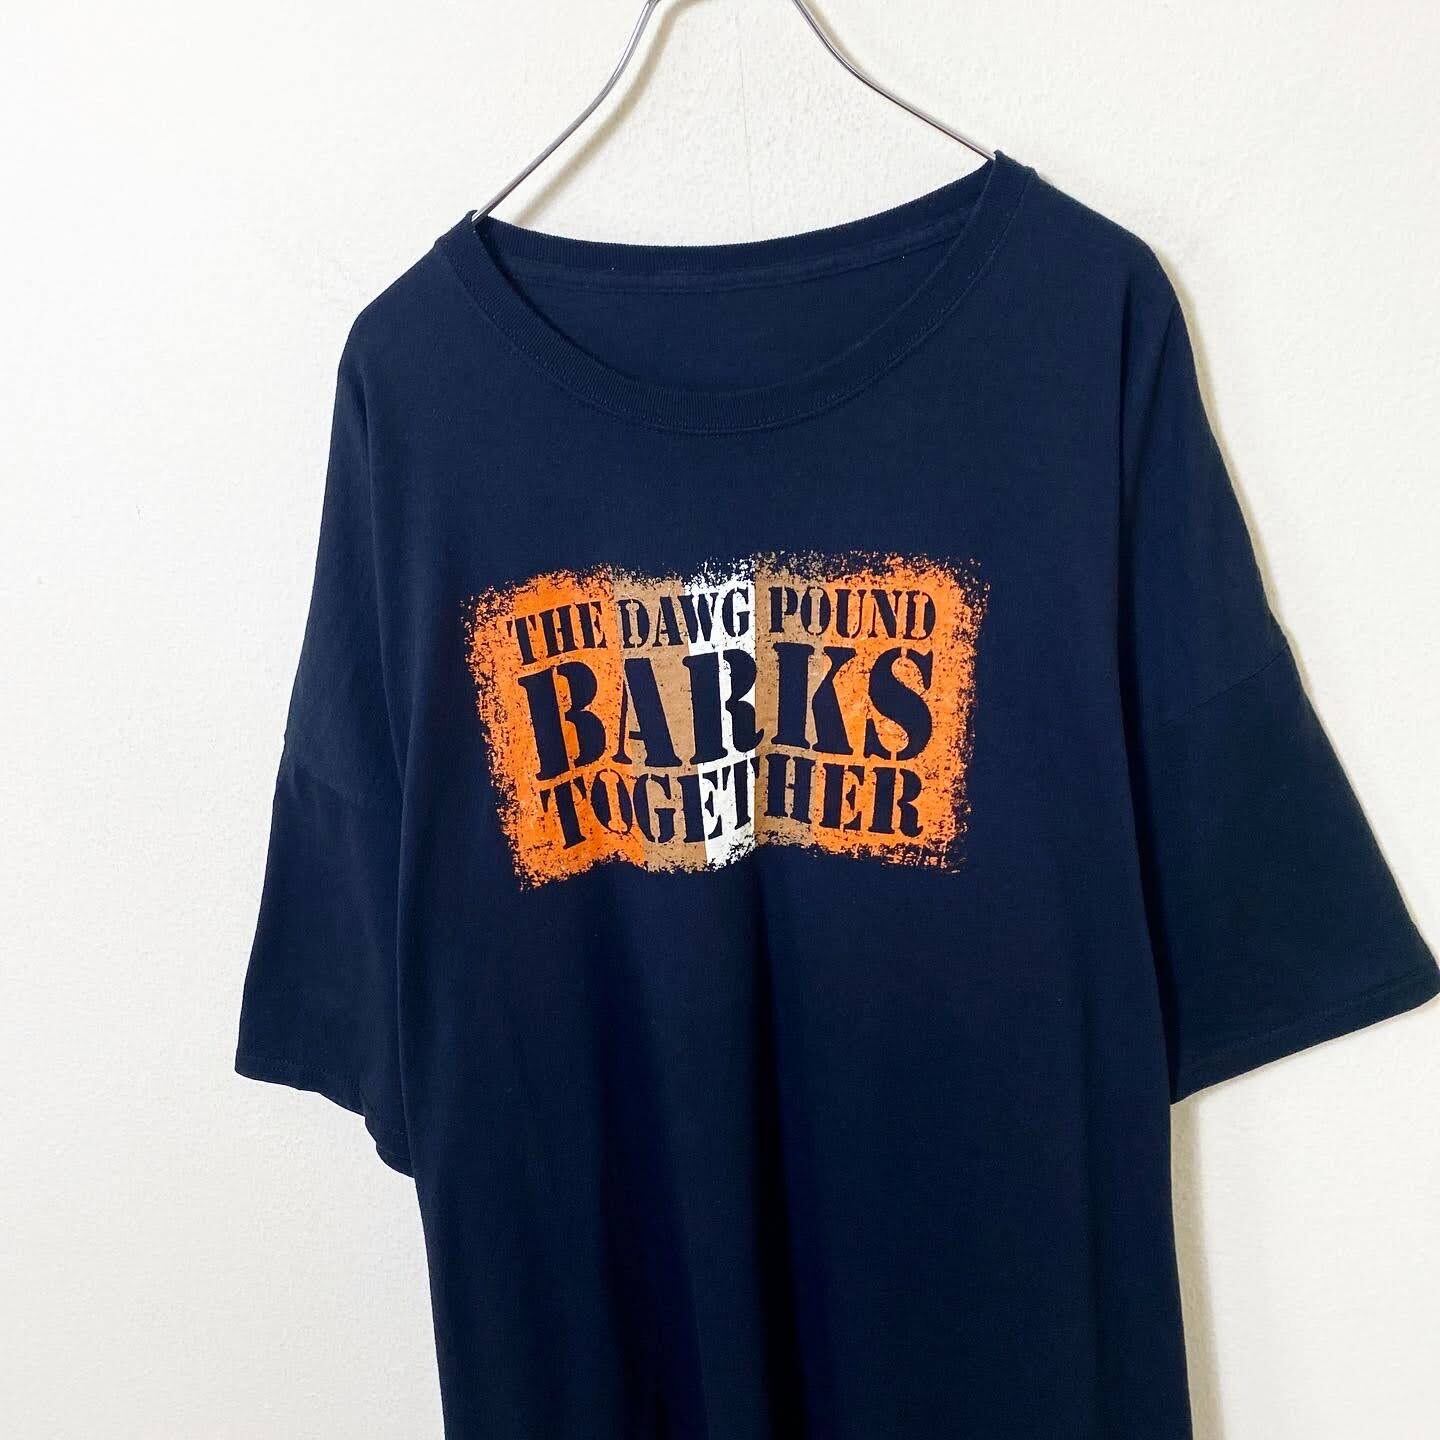 THE DAWG POUND
BARKS
TOGETHER